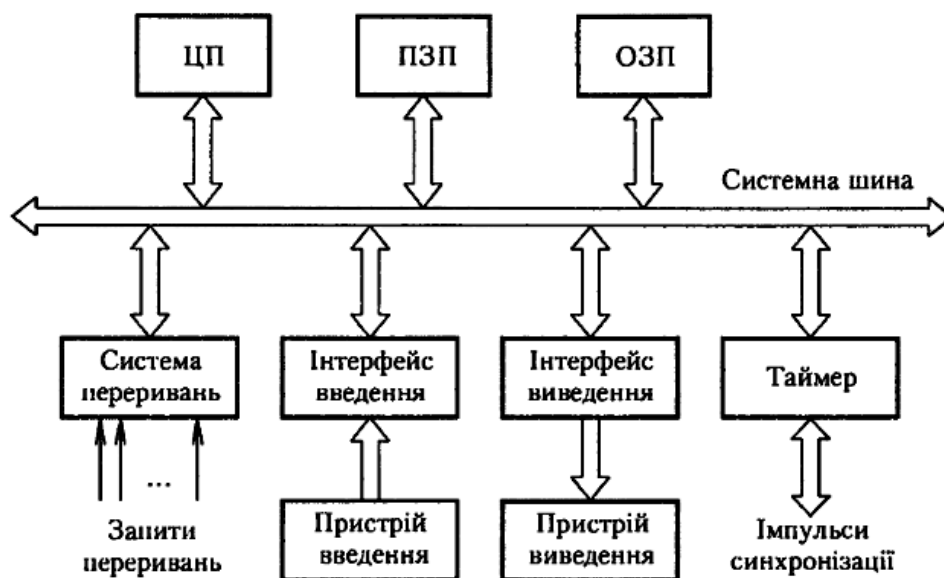 ЦП
ПЗП
ОЗП
Системна шина
Система
переривань
Інтерфейс
введення
Інтерфейс
виведення
Таймер
...
Запити
переривань
Пристрій
введення
Пристрій
виведення
Імпульси
синхронізації